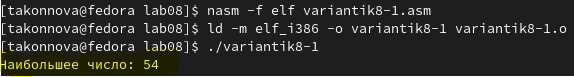 [takonnova@fedora lab08]$ nasm -f elf variantik8-1.asm
[takonnova@fedora lab08]$ ld -m elf_i386 -o variantik8-1 variantik8-1.o
[takonnova@fedora lab08]$ ./variantik8-1
Наибольшее число: 54